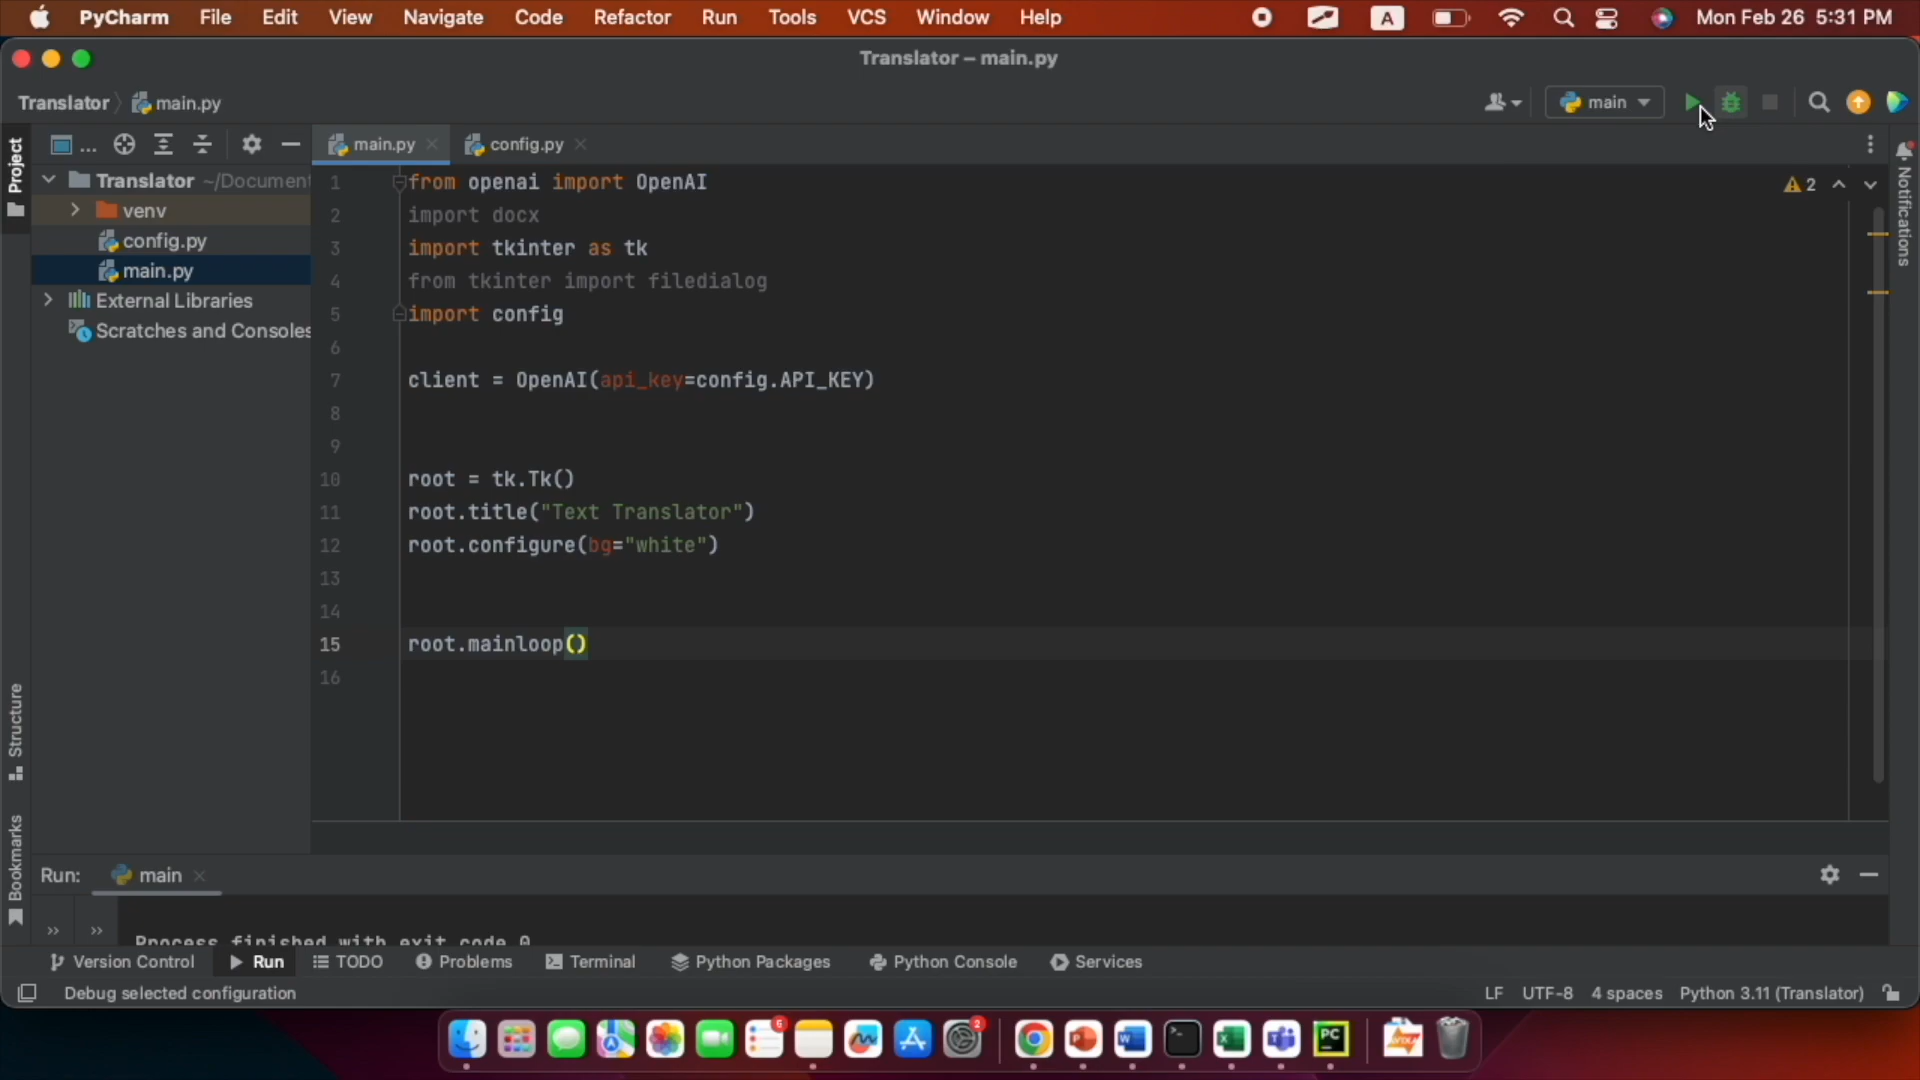 PyCharm File Edit View Navigate Code Refactor Run Tools VCS Window Help A Mon Feb 26 5:31 PM
Translator – main.py
Translator main.py main
Project ... main.py config.py
Translator ~/Document
venv
config.py
main.py
External Libraries
Scratches and Consoles
1 from openai import OpenAI
2 import docx
3 import tkinter as tk
4 from tkinter import filedialog
5 import config
6
7 client = OpenAI(api_key=config.API_KEY)
8
9
10 root = tk.Tk()
11 root.title("Text Translator")
12 root.configure(bg="white")
13
14
15 root.mainloop()
16
2
Notifications
Structure
Bookmarks
Run: main
Process finished with exit code 0
Version Control Run TODO Problems Terminal Python Packages Python Console Services
Debug selected configuration LF UTF-8 4 spaces Python 3.11 (Translator)
6 2 P W X T PC